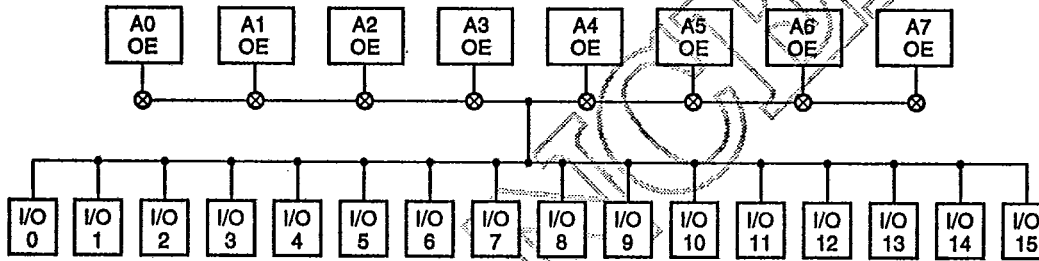 A0 OE
A1 OE
A2 OE
A3 OE
A4 OE
A5 OE
A6 OE
A7 OE
I/O 0
I/O 1
I/O 2
I/O 3
I/O 4
I/O 5
I/O 6
I/O 7
I/O 8
I/O 9
I/O 10
I/O 11
I/O 12
I/O 13
I/O 14
I/O 15